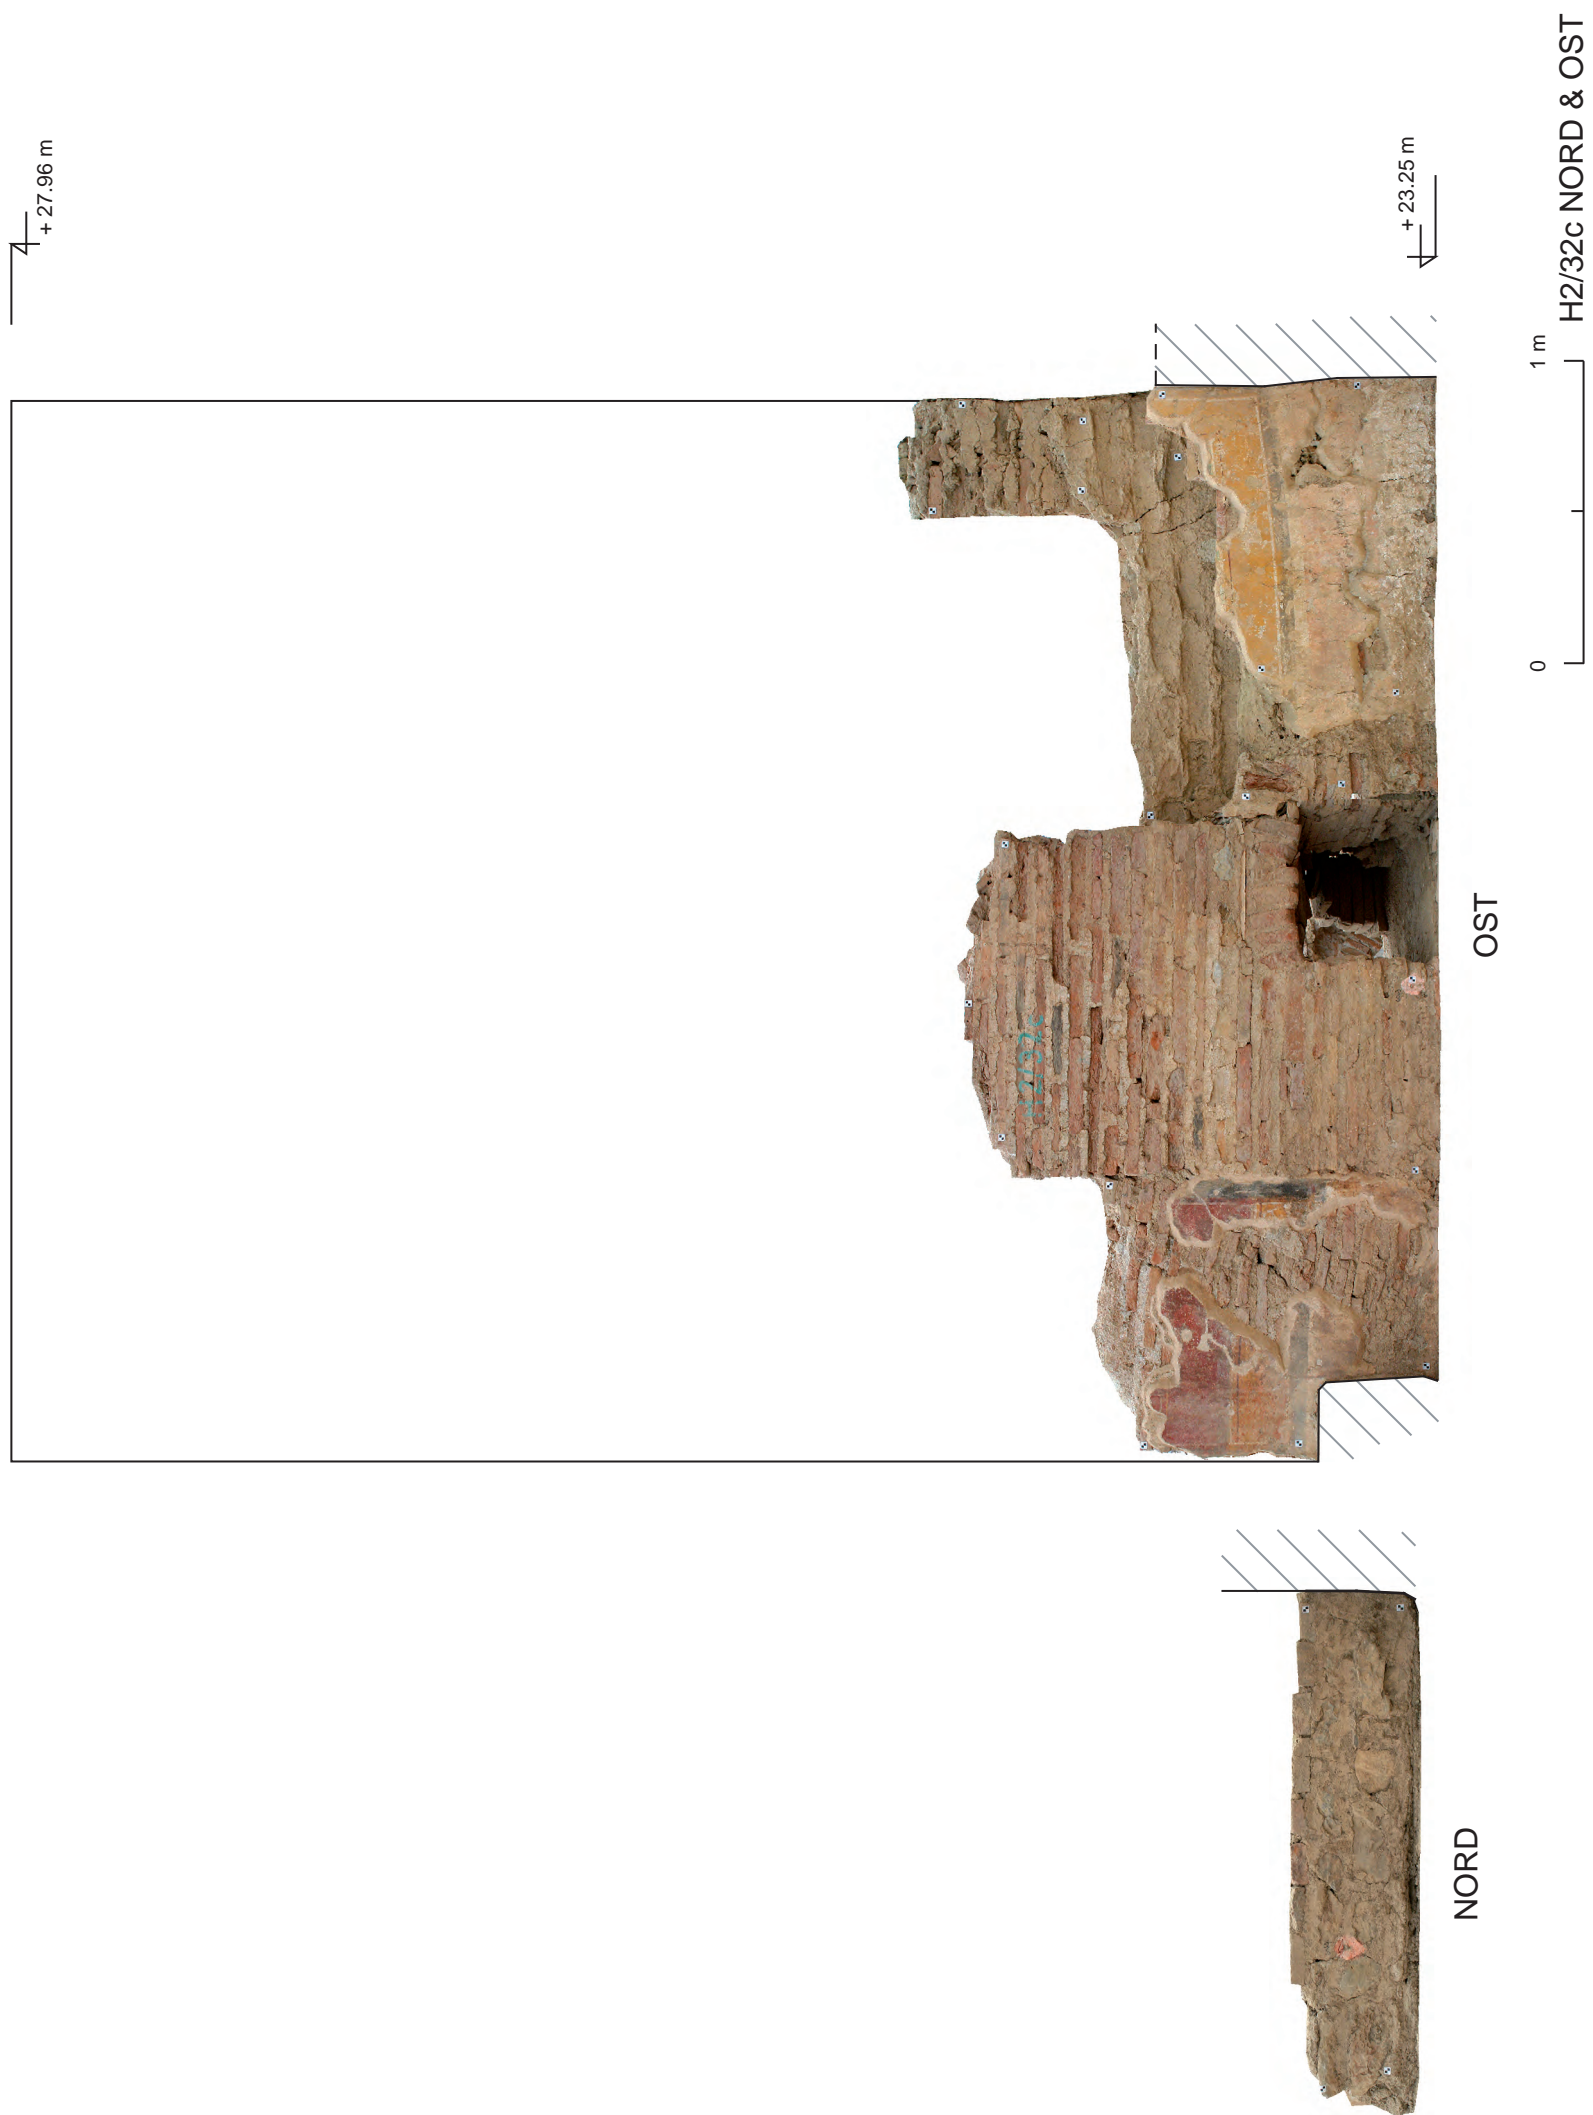 + 27.96 m
+ 23.25 m
H2/32c
OST
NORD
0
1 m
H2/32c NORD & OST